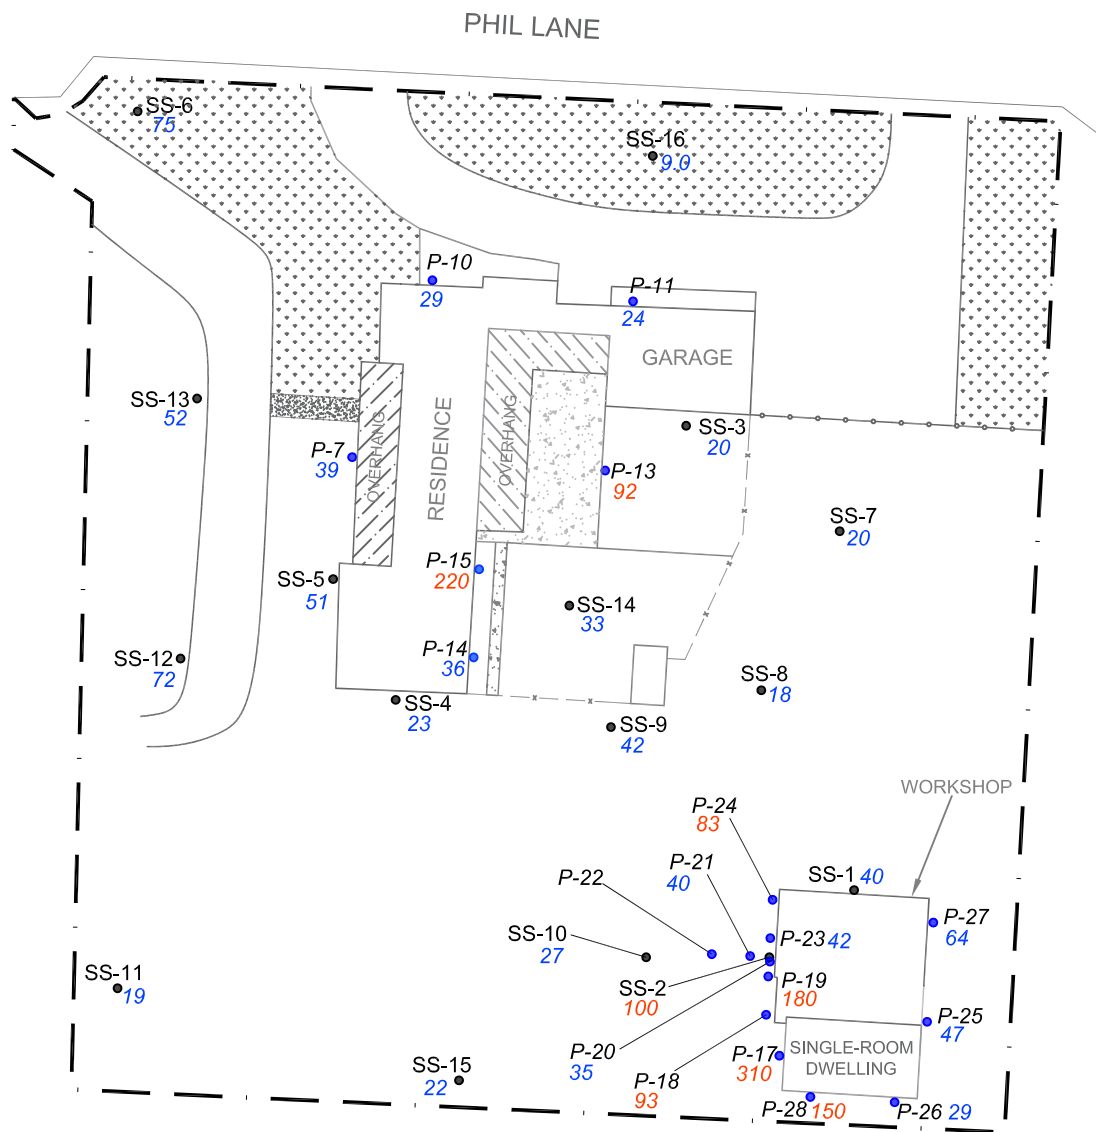 PHIL LANE
SS-6
75
SS-16
9.0
P-10
29
P-11
24
GARAGE
SS-13
52
P-7
39
OVERHANG
RESIDENCE
OVERHANG
SS-3
20
P-13
92
SS-7
20
P-15
220
SS-5
51
SS-14
33
SS-12
72
P-14
36
SS-4
23
SS-8
18
SS-9
42
WORKSHOP
P-24
83
P-21
40
P-22
SS-1 40
P-27
64
P-23 42
SS-10
27
SS-2
100
P-19
180
SS-11
19
P-25
47
P-20
35
P-18
93
P-17
310
SINGLE-ROOM
DWELLING
SS-15
22
P-28 150
P-26 29